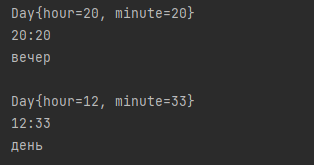 Day{hour=20, minute=20}
20:20
вечер
Day{hour=12, minute=33}
12:33
день